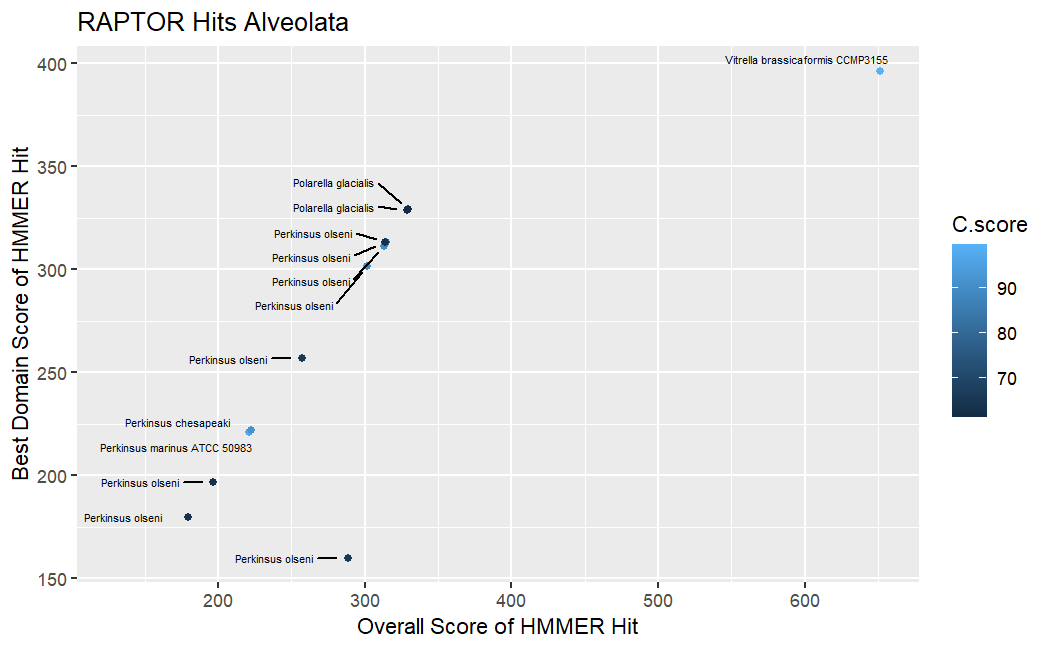 RAPTOR Hits Alveolata
Best Domain Score of HMMER Hit
400
350
300
250
200
150
Vitrella brassicaformis CCMP3155
Polarella glacialis
Polarella glacialis
Perkinsus olseni
Perkinsus olseni
Perkinsus olseni
Perkinsus olseni
Perkinsus olseni
Perkinsus chesapeaki
Perkinsus marinus ATCC 50983
Perkinsus olseni
Perkinsus olseni
Perkinsus olseni
200
300
400
500
600
Overall Score of HMMER Hit
C.score
90
80
70